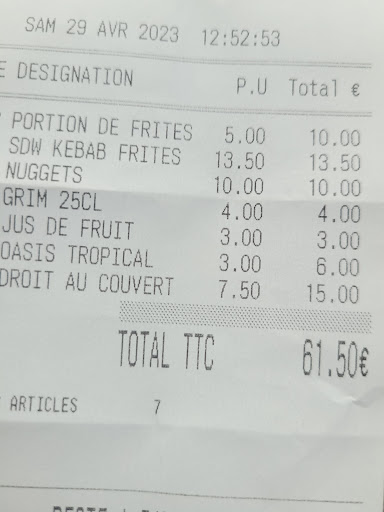 SAM 29 AVR 2023 12:52:53
E DESIGNATION P.U Total €
PORTION DE FRITES 5.00 10.00
SDW KEBAB FRITES 13.50 13.50
NUGGETS 10.00 10.00
GRIM 25CL 4.00 4.00
JUS DE FRUIT 3.00 3.00
OASIS TROPICAL 3.00 6.00
DROIT AU COUVERT 7.50 15.00
TOTAL TTC 61.50€
ARTICLES 7